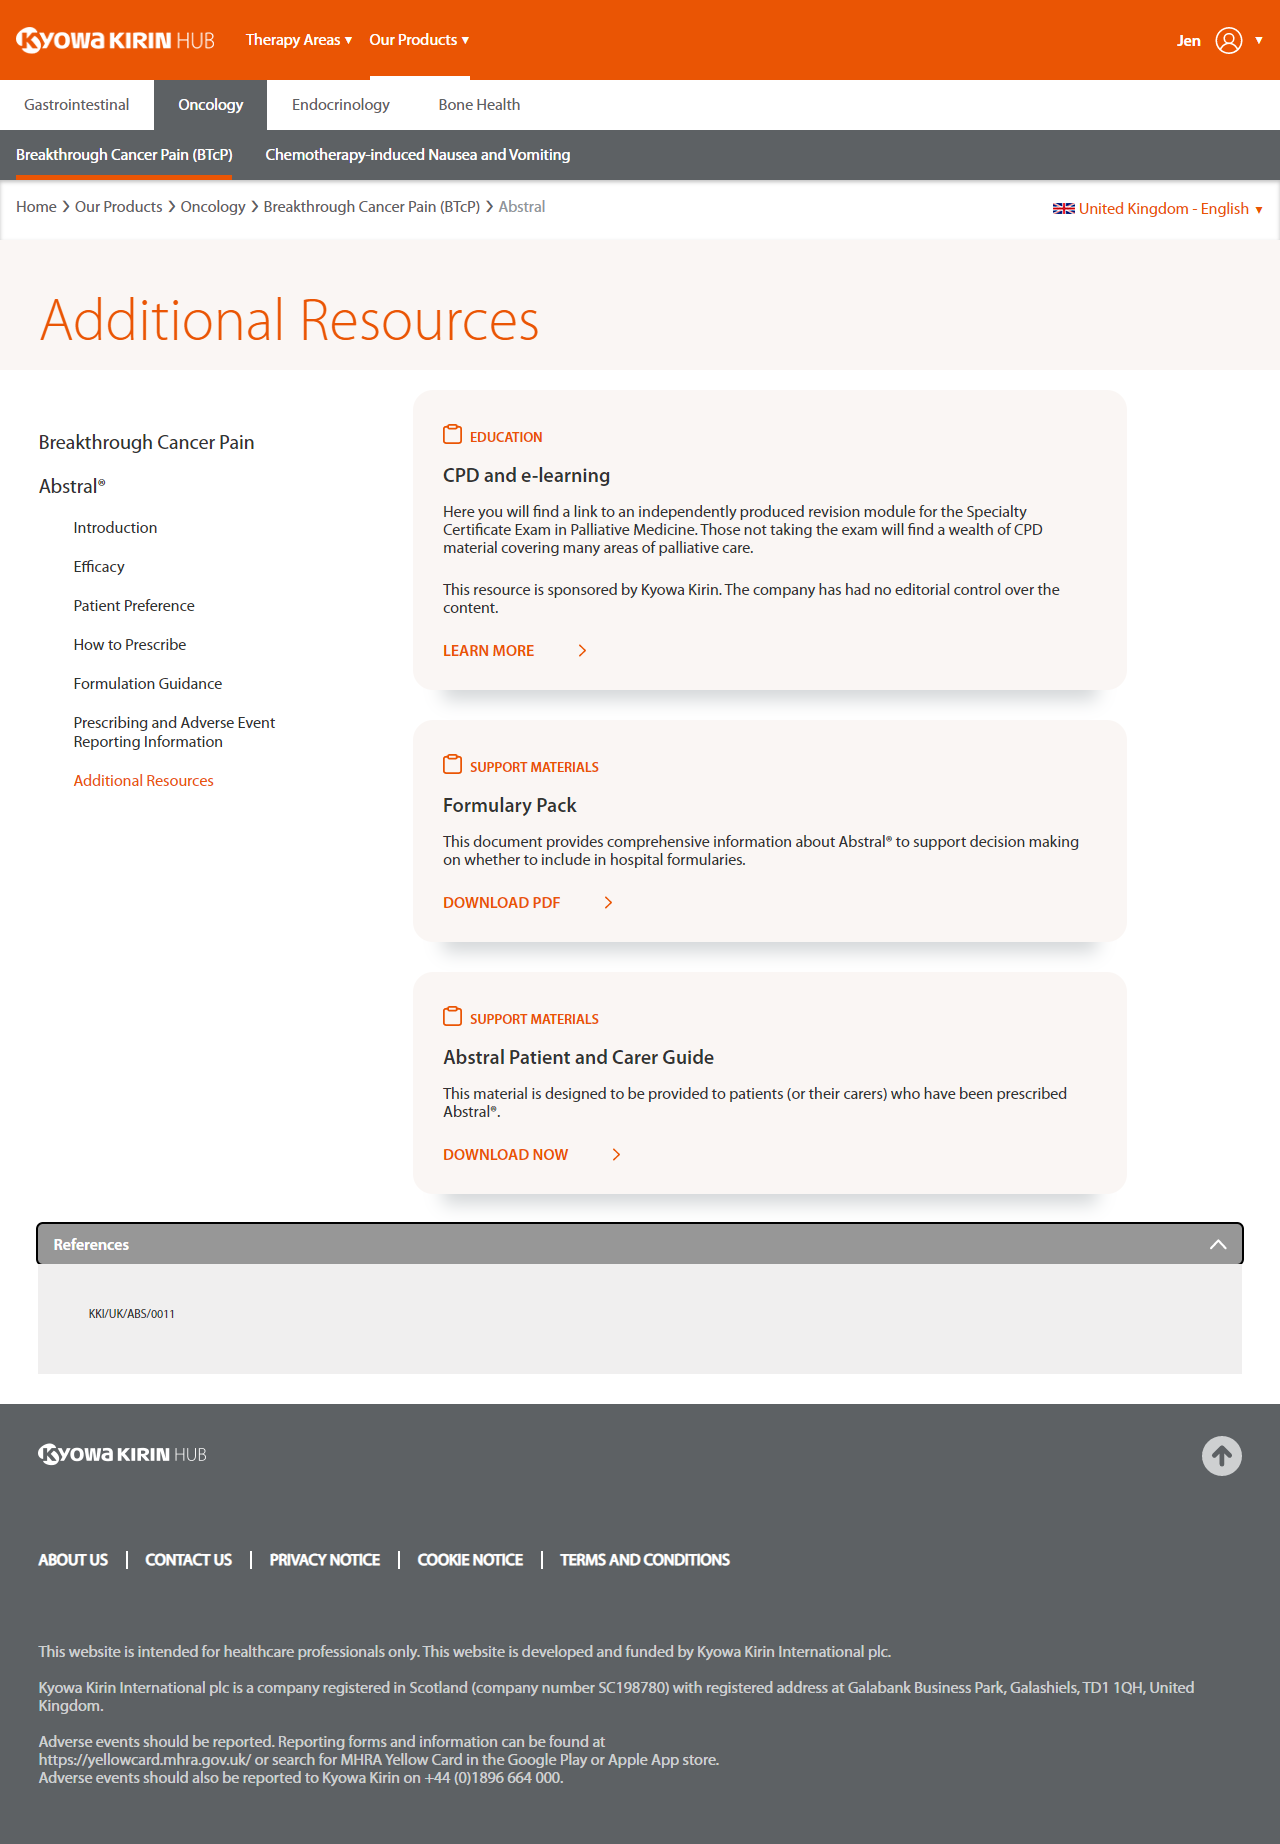 KYOWA KIRIN HUB
Therapy Areas ▼ Our Products ▼
Jen ▼
Gastrointestinal Oncology Endocrinology Bone Health
Breakthrough Cancer Pain (BTcP) Chemotherapy-induced Nausea and Vomiting
Home > Our Products > Oncology > Breakthrough Cancer Pain (BTcP) > Abstral
United Kingdom - English ▼
Additional Resources
Breakthrough Cancer Pain
Abstral®
Introduction
Efficacy
Patient Preference
How to Prescribe
Formulation Guidance
Prescribing and Adverse Event
Reporting Information
Additional Resources
EDUCATION
CPD and e-learning
Here you will find a link to an independently produced revision module for the Specialty
Certificate Exam in Palliative Medicine. Those not taking the exam will find a wealth of CPD
material covering many areas of palliative care.
This resource is sponsored by Kyowa Kirin. The company has had no editorial control over the
content.
LEARN MORE
SUPPORT MATERIALS
Formulary Pack
This document provides comprehensive information about Abstral® to support decision making
on whether to include in hospital formularies.
DOWNLOAD PDF
SUPPORT MATERIALS
Abstral Patient and Carer Guide
This material is designed to be provided to patients (or their carers) who have been prescribed
Abstral®.
DOWNLOAD NOW
References
KKI/UK/ABS/0011
KYOWA KIRIN HUB
ABOUT US | CONTACT US | PRIVACY NOTICE | COOKIE NOTICE | TERMS AND CONDITIONS
This website is intended for healthcare professionals only. This website is developed and funded by Kyowa Kirin International plc.
Kyowa Kirin International plc is a company registered in Scotland (company number SC198780) with registered address at Galabank Business Park, Galashiels, TD1 1QH, United
Kingdom.
Adverse events should be reported. Reporting forms and information can be found at
https://yellowcard.mhra.gov.uk/ or search for MHRA Yellow Card in the Google Play or Apple App store.
Adverse events should also be reported to Kyowa Kirin on +44 (0)1896 664 000.